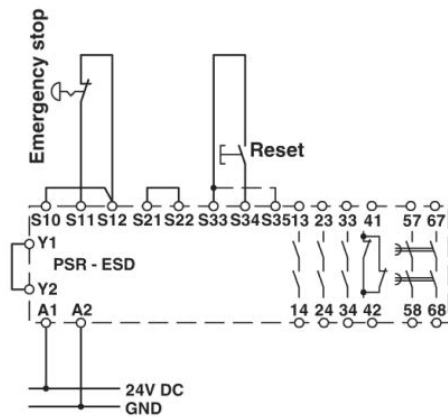 Emergency stop
Reset
S10 S11 S12 S21 S22 S33 S34 S35 13 23 33 41 57 67
Y1
PSR - ESD
Y2
A1 A2 14 24 34 42 58 68
24V DC
GND